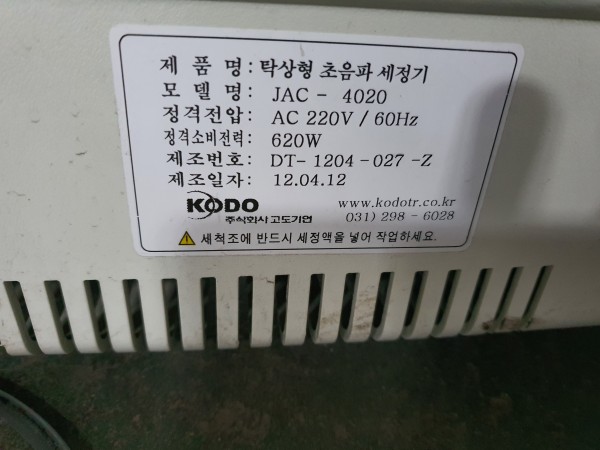 제 품 명 : 탁상형 초음파 세정기
모 델 명 : JAC - 4020
정격전압 : AC 220V / 60Hz
정격소비전력 : 620W
제조번호 : DT- 1204 -027 -Z
제조일자 : 12.04.12
KODO www.kodotr.co.kr
주식회사 고도기업 031) 298 - 6028
세척조에 반드시 세정액을 넣어 작업하세요.